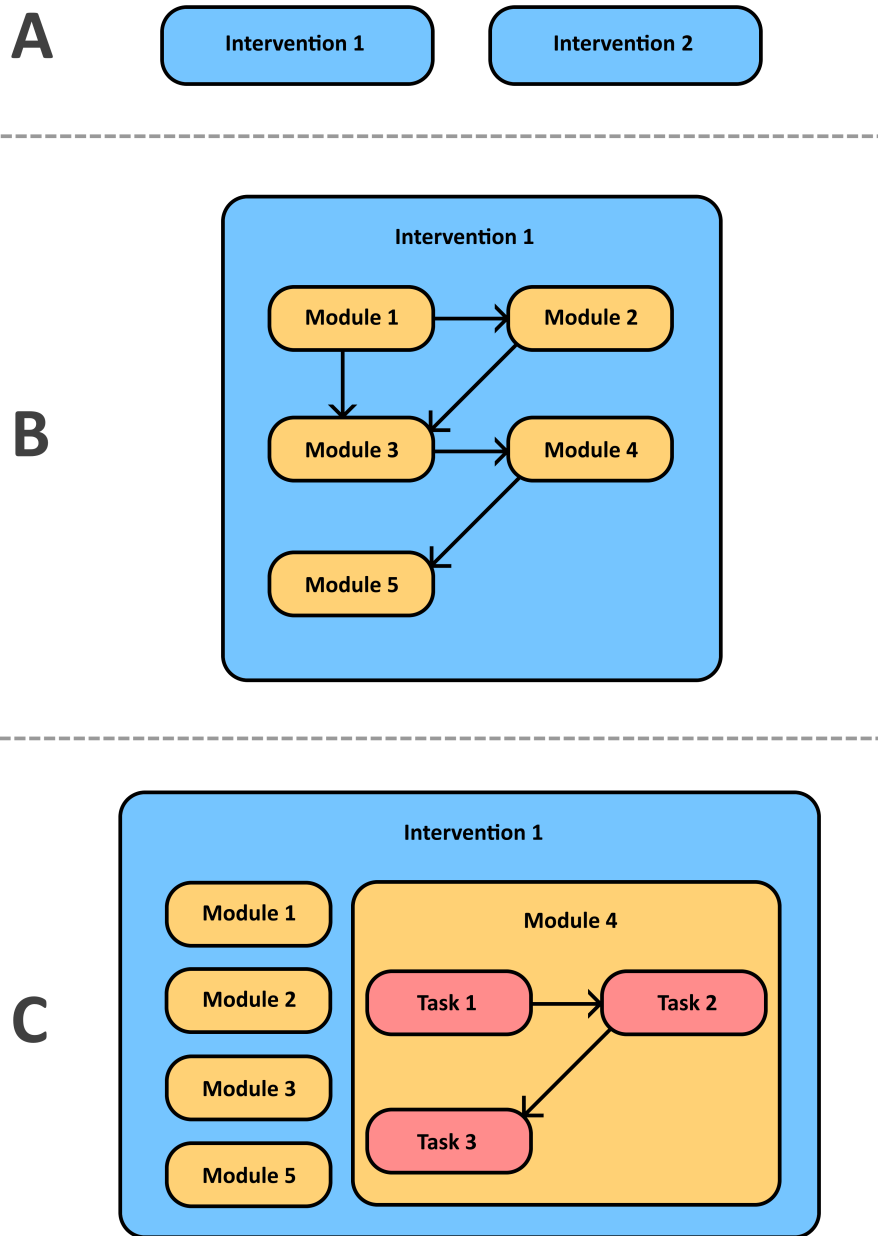 A
Intervention 1
Intervention 2
B
Intervention 1
Module 1
Module 2
Module 3
Module 4
Module 5
C
Intervention 1
Module 1
Module 2
Module 3
Module 5
Module 4
Task 1
Task 2
Task 3